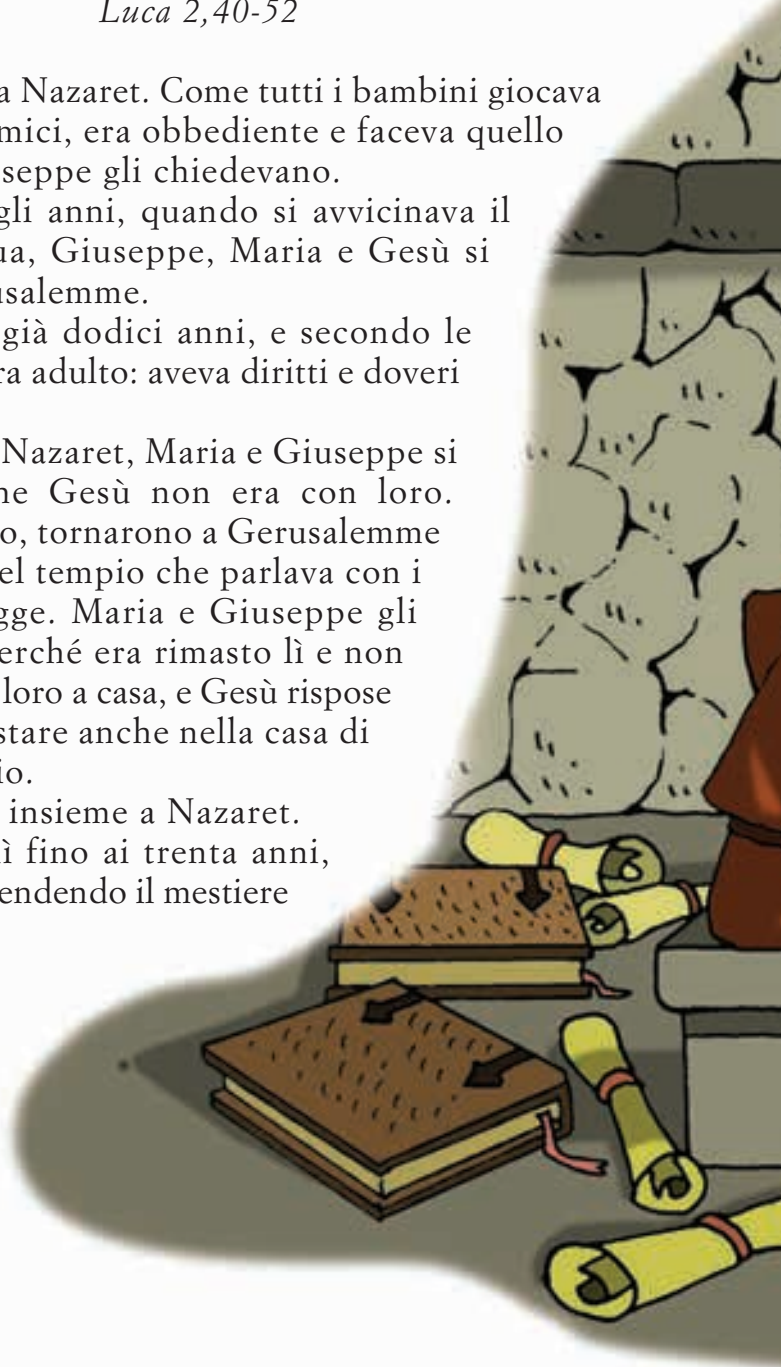 Luca 2,40-52
a Nazaret. Come tutti i bambini giocava
mici, era obbediente e faceva quello
seppe gli chiedevano.
gli anni, quando si avvicinava il
ua, Giuseppe, Maria e Gesù si
usalemme.
già dodici anni, e secondo le
ra adulto: aveva diritti e doveri
Nazaret, Maria e Giuseppe si
ne Gesù non era con loro.
o, tornarono a Gerusalemme
el tempio che parlava con i
gge. Maria e Giuseppe gli
erché era rimasto lì e non
loro a casa, e Gesù rispose
stare anche nella casa di
io.
insieme a Nazaret.
ì fino ai trenta anni,
endendo il mestiere